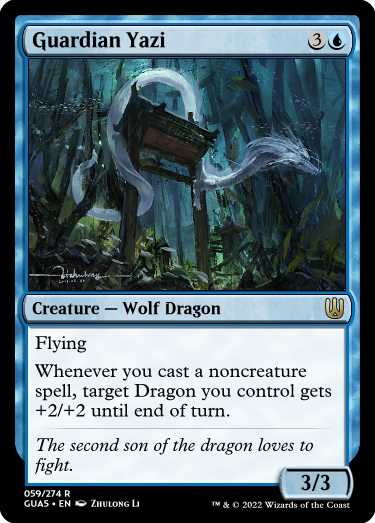 Guardian Yazi 3
Creature — Wolf Dragon
Flying
Whenever you cast a noncreature
spell, target Dragon you control gets
+2/+2 until end of turn.
The second son of the dragon loves to
fight.
3/3
059/274 R
GUA5 • EN Zhulong Li
™ & © 2022 Wizards of the Coast